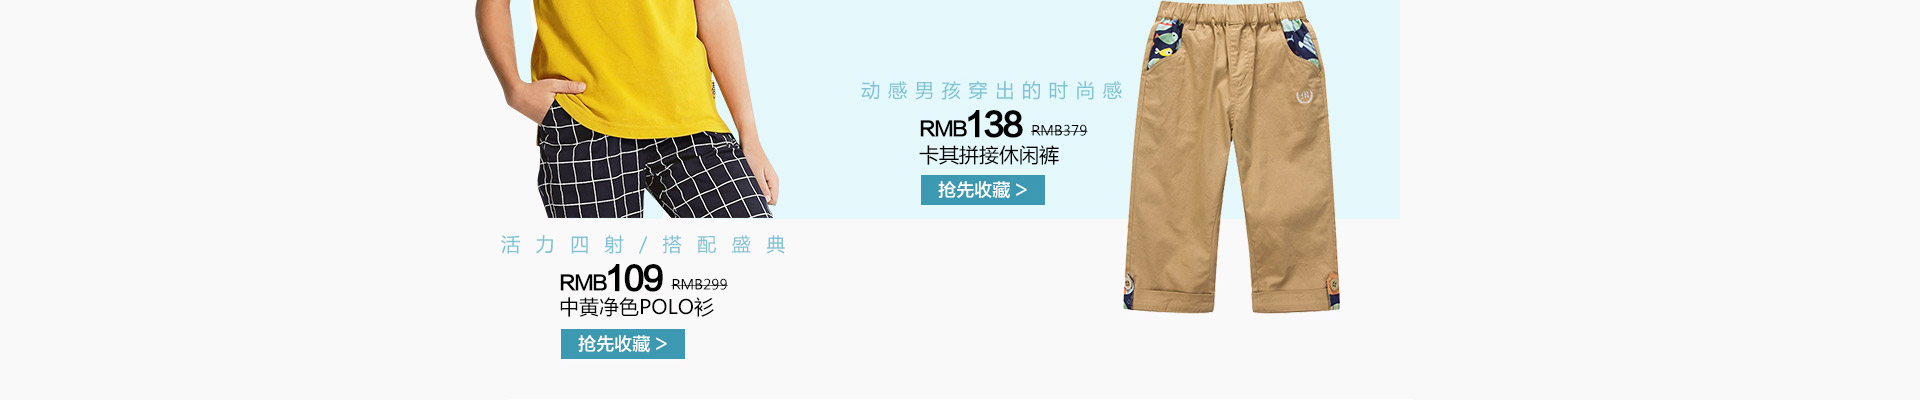 动感男孩穿出的时尚感
RMB138 RMB379
卡其拼接休闲裤
抢先收藏 >
活力四射/搭配盛典
RMB109 RMB299
中黄净色POLO衫
抢先收藏 >